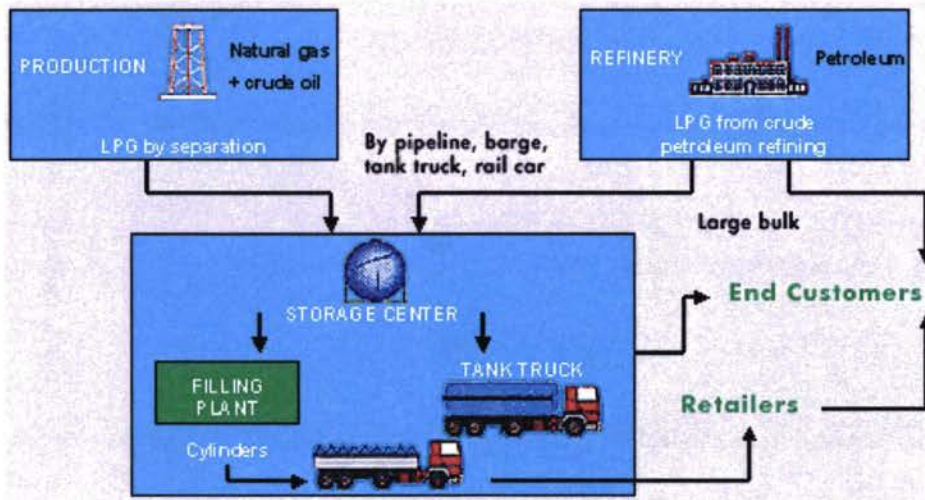 PRODUCTION
Natural gas
+ crude oil
LPG by separation
REFINERY
Petroleum
LPG from crude
petroleum refining
By pipeline, barge,
tank truck, rail car
Large bulk
STORAGE CENTER
End Customers
FILLING
PLANT
TANK TRUCK
Retailers
Cylinders